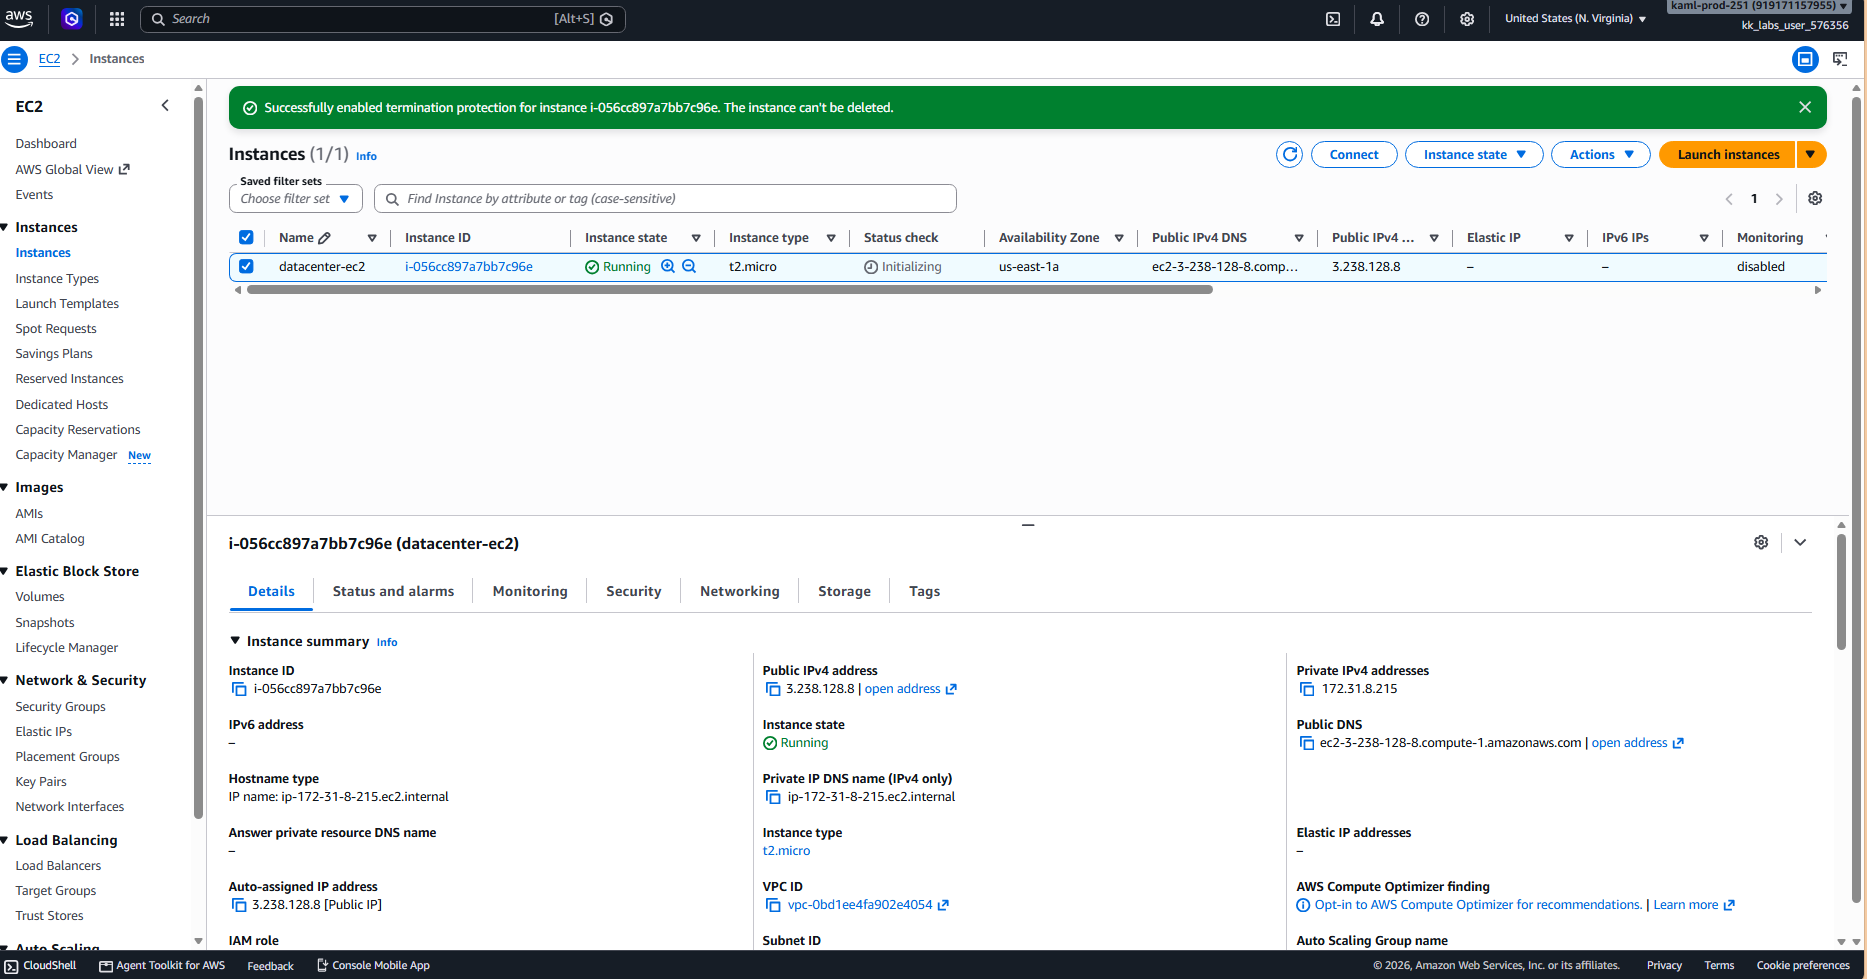 aws
Search [Alt+S]
United States (N. Virginia)
kaml-prod-251 (919171157955)
kk_labs_user_576356
EC2 Instances
EC2
Dashboard
AWS Global View
Events
Instances
Instances
Instance Types
Launch Templates
Spot Requests
Savings Plans
Reserved Instances
Dedicated Hosts
Capacity Reservations
Capacity Manager New
Images
AMIs
AMI Catalog
Elastic Block Store
Volumes
Snapshots
Lifecycle Manager
Network & Security
Security Groups
Elastic IPs
Placement Groups
Key Pairs
Network Interfaces
Load Balancing
Load Balancers
Target Groups
Trust Stores
Auto Scaling
Successfully enabled termination protection for instance i-056cc897a7bb7c96e. The instance can't be deleted.
Instances (1/1) Info
Connect Instance state Actions Launch instances
Saved filter sets
Choose filter set Find Instance by attribute or tag (case-sensitive) 1
Name Instance ID Instance state Instance type Status check Availability Zone Public IPv4 DNS Public IPv4 ... Elastic IP IPv6 IPs Monitoring
datacenter-ec2 i-056cc897a7bb7c96e Running t2.micro Initializing us-east-1a ec2-3-238-128-8.comp... 3.238.128.8 – – disabled
i-056cc897a7bb7c96e (datacenter-ec2)
Details Status and alarms Monitoring Security Networking Storage Tags
Instance summary Info
Instance ID
i-056cc897a7bb7c96e
IPv6 address
–
Hostname type
IP name: ip-172-31-8-215.ec2.internal
Answer private resource DNS name
–
Auto-assigned IP address
3.238.128.8 [Public IP]
IAM role
Public IPv4 address
3.238.128.8 | open address
Instance state
Running
Private IP DNS name (IPv4 only)
ip-172-31-8-215.ec2.internal
Instance type
t2.micro
VPC ID
vpc-0bd1ee4fa902e4054
Subnet ID
Private IPv4 addresses
172.31.8.215
Public DNS
ec2-3-238-128-8.compute-1.amazonaws.com | open address
Elastic IP addresses
–
AWS Compute Optimizer finding
Opt-in to AWS Compute Optimizer for recommendations. | Learn more
Auto Scaling Group name
CloudShell Agent Toolkit for AWS Feedback Console Mobile App
© 2026, Amazon Web Services, Inc. or its affiliates. Privacy Terms Cookie preferences